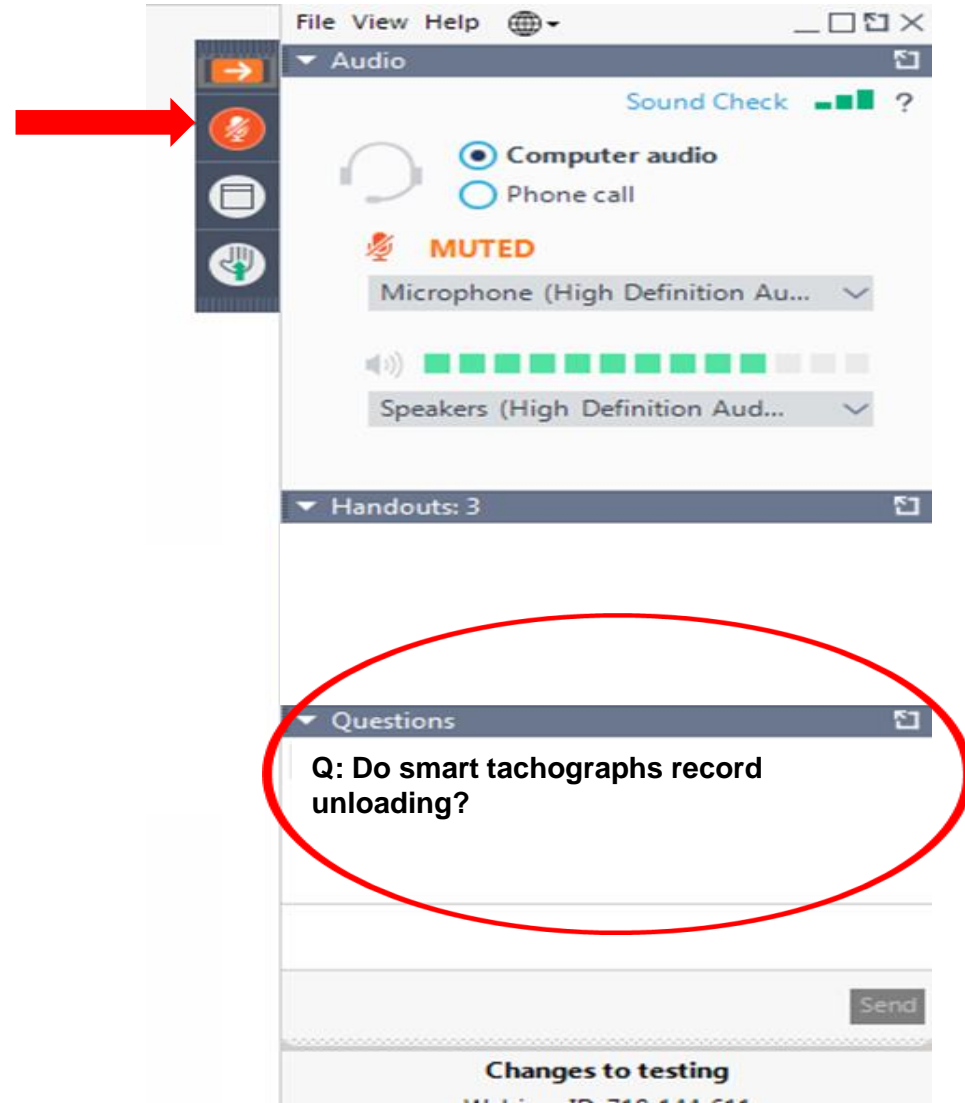 File View Help
Audio
Sound Check ?
Computer audio
Phone call
MUTED
Microphone (High Definition Au...
Speakers (High Definition Aud...
Handouts: 3
Questions
Q: Do smart tachographs record
unloading?
Send
Changes to testing